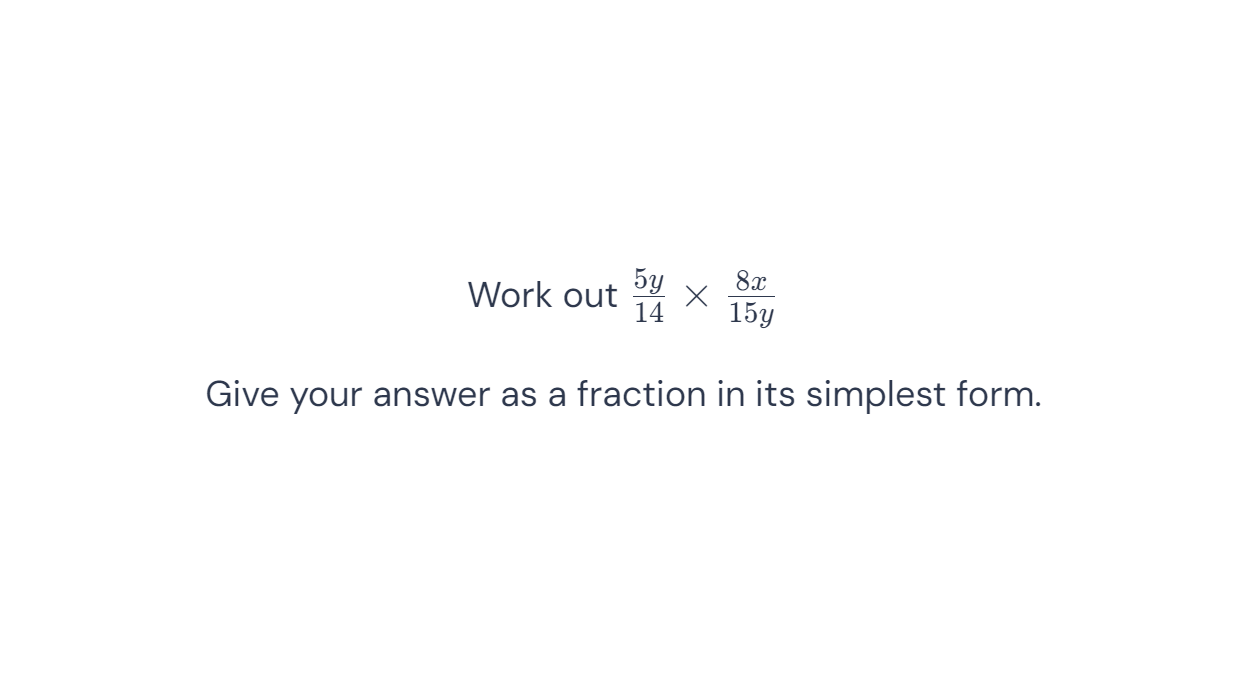 Work out $\frac{5y}{14} \times \frac{8x}{15y}$
Give your answer as a fraction in its simplest form.